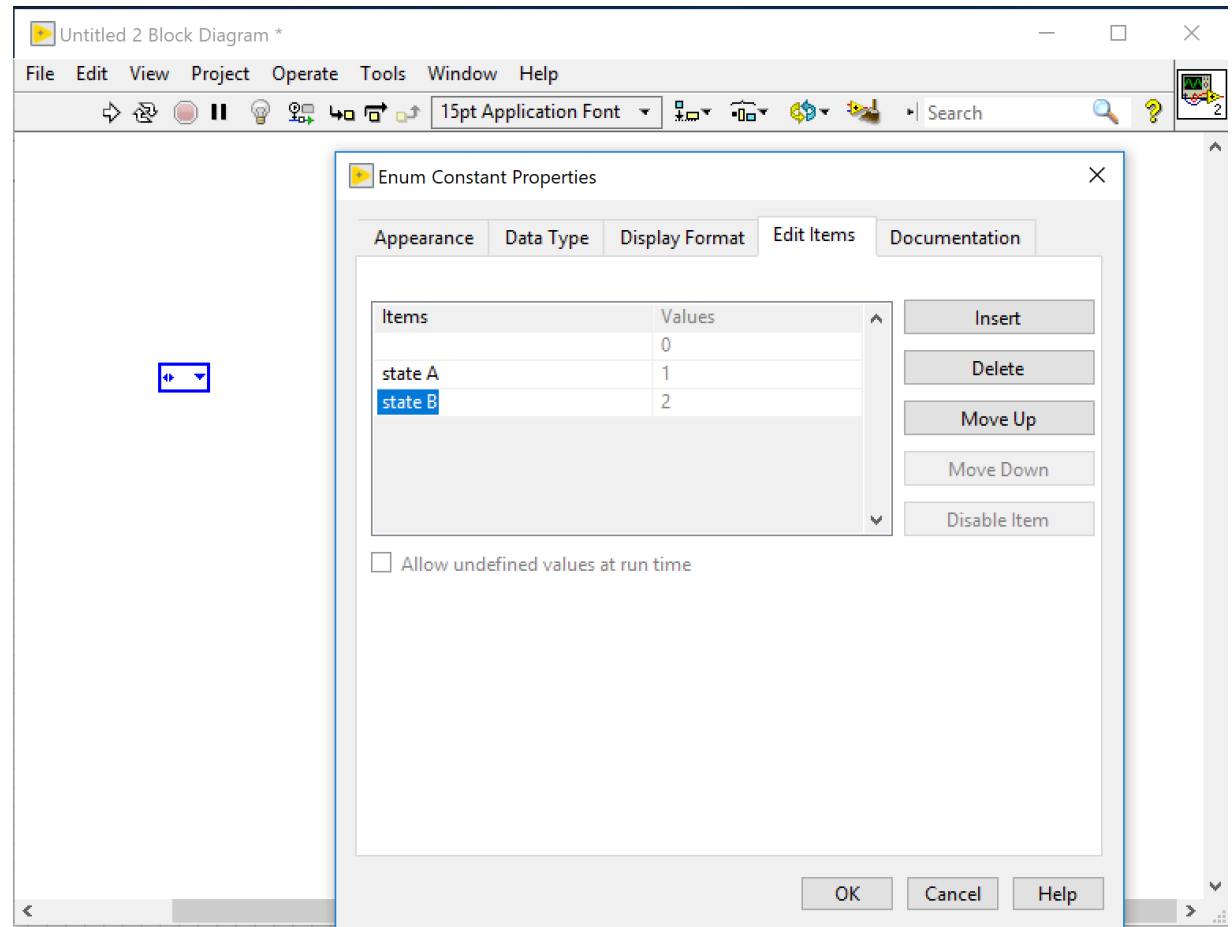 Untitled 2 Block Diagram *
File Edit View Project Operate Tools Window Help
15pt Application Font Search ? 2
Enum Constant Properties
Appearance Data Type Display Format Edit Items Documentation
Items Values
0
state A 1
state B 2
Insert
Delete
Move Up
Move Down
Disable Item
Allow undefined values at run time
OK Cancel Help